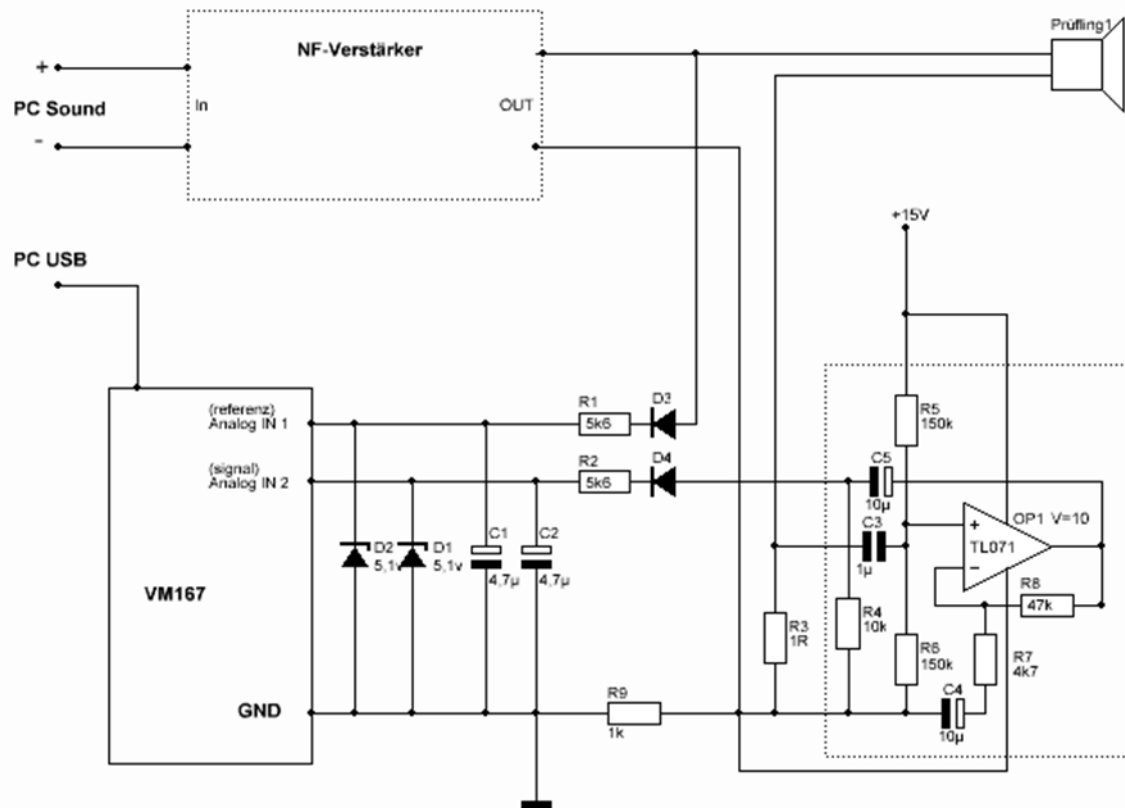 Prüfling1
NF-Verstärker
+
PC Sound
-
In
OUT
+15V
PC USB
(referenz)
Analog IN 1
(signal)
Analog IN 2
R1
5k6
D3
R2
5k6
D4
R5
150k
C5
10µ
OP1 V=10
+
TL071
-
C3
1µ
D2
5,1v
D1
5,1v
C1
4,7µ
C2
4,7µ
VM167
R8
47k
R3
1R
R4
10k
R6
150k
R7
4k7
C4
10µ
GND
R9
1k